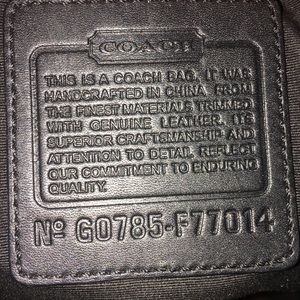 COACH
THIS IS A COACH BAG. IT WAS
HANDCRAFTED IN CHINA FROM
THE FINEST MATERIALS TRIMMED
WITH GENUINE LEATHER. ITS
SUPERIOR CRAFTSMANSHIP AND
ATTENTION TO DETAIL REFLECT
OUR COMMITMENT TO ENDURING
QUALITY.
Nº G0785-F77014